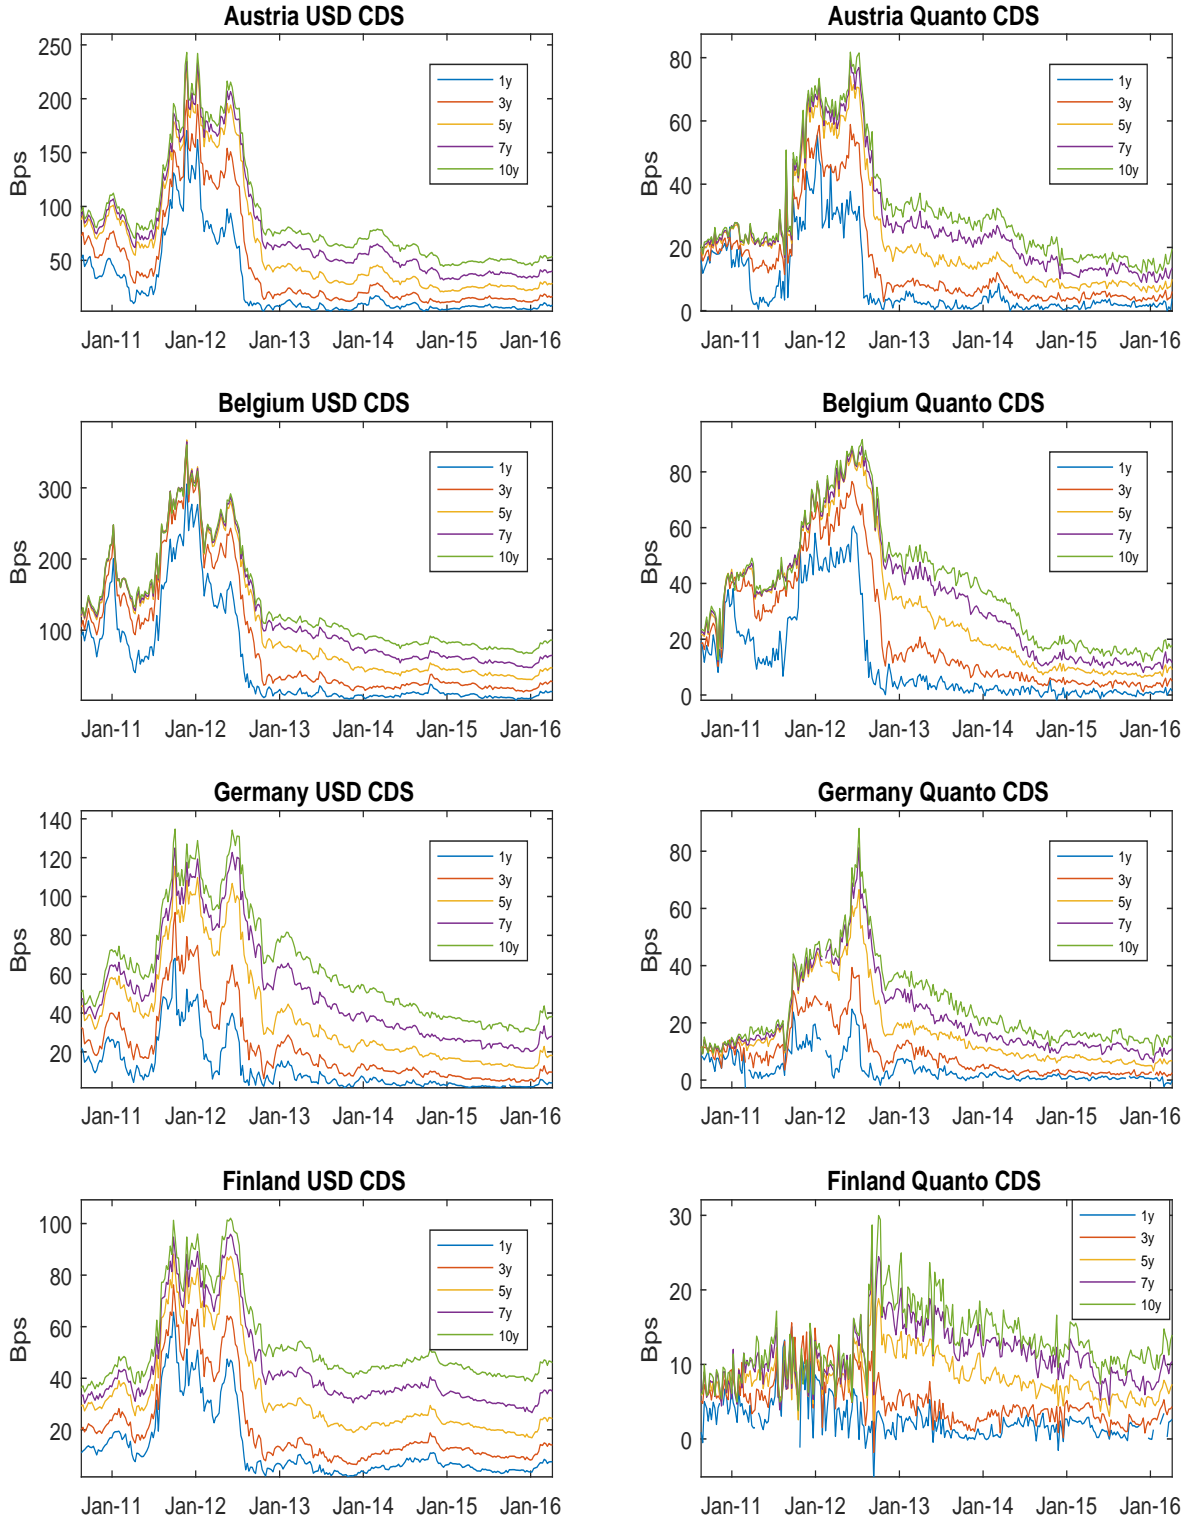 Austria USD CDS
250
200
150
100
50
Bps
1y
3y
5y
7y
10y
Jan-11 Jan-12 Jan-13 Jan-14 Jan-15 Jan-16
Austria Quanto CDS
80
60
40
20
0
Bps
1y
3y
5y
7y
10y
Jan-11 Jan-12 Jan-13 Jan-14 Jan-15 Jan-16
Belgium USD CDS
300
200
100
Bps
1y
3y
5y
7y
10y
Jan-11 Jan-12 Jan-13 Jan-14 Jan-15 Jan-16
Belgium Quanto CDS
80
60
40
20
0
Bps
1y
3y
5y
7y
10y
Jan-11 Jan-12 Jan-13 Jan-14 Jan-15 Jan-16
Germany USD CDS
140
120
100
80
60
40
20
Bps
1y
3y
5y
7y
10y
Jan-11 Jan-12 Jan-13 Jan-14 Jan-15 Jan-16
Germany Quanto CDS
80
60
40
20
0
Bps
1y
3y
5y
7y
10y
Jan-11 Jan-12 Jan-13 Jan-14 Jan-15 Jan-16
Finland USD CDS
100
80
60
40
20
Bps
1y
3y
5y
7y
10y
Jan-11 Jan-12 Jan-13 Jan-14 Jan-15 Jan-16
Finland Quanto CDS
30
20
10
0
Bps
1y
3y
5y
7y
10y
Jan-11 Jan-12 Jan-13 Jan-14 Jan-15 Jan-16